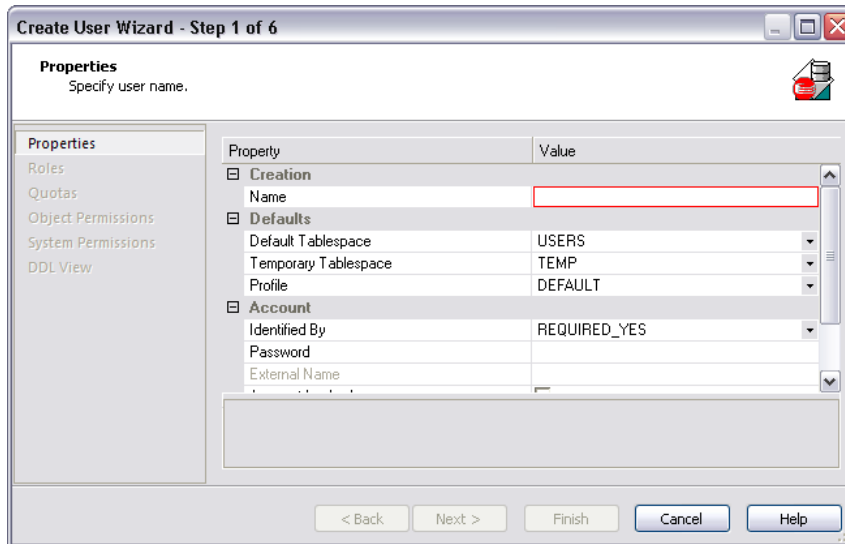 Create User Wizard - Step 1 of 6
Properties
Specify user name.
Properties
Roles
Quotas
Object Permissions
System Permissions
DDL View
Property Value
Creation
Name
Defaults
Default Tablespace USERS
Temporary Tablespace TEMP
Profile DEFAULT
Account
Identified By REQUIRED_YES
Password
External Name
< Back Next > Finish Cancel Help